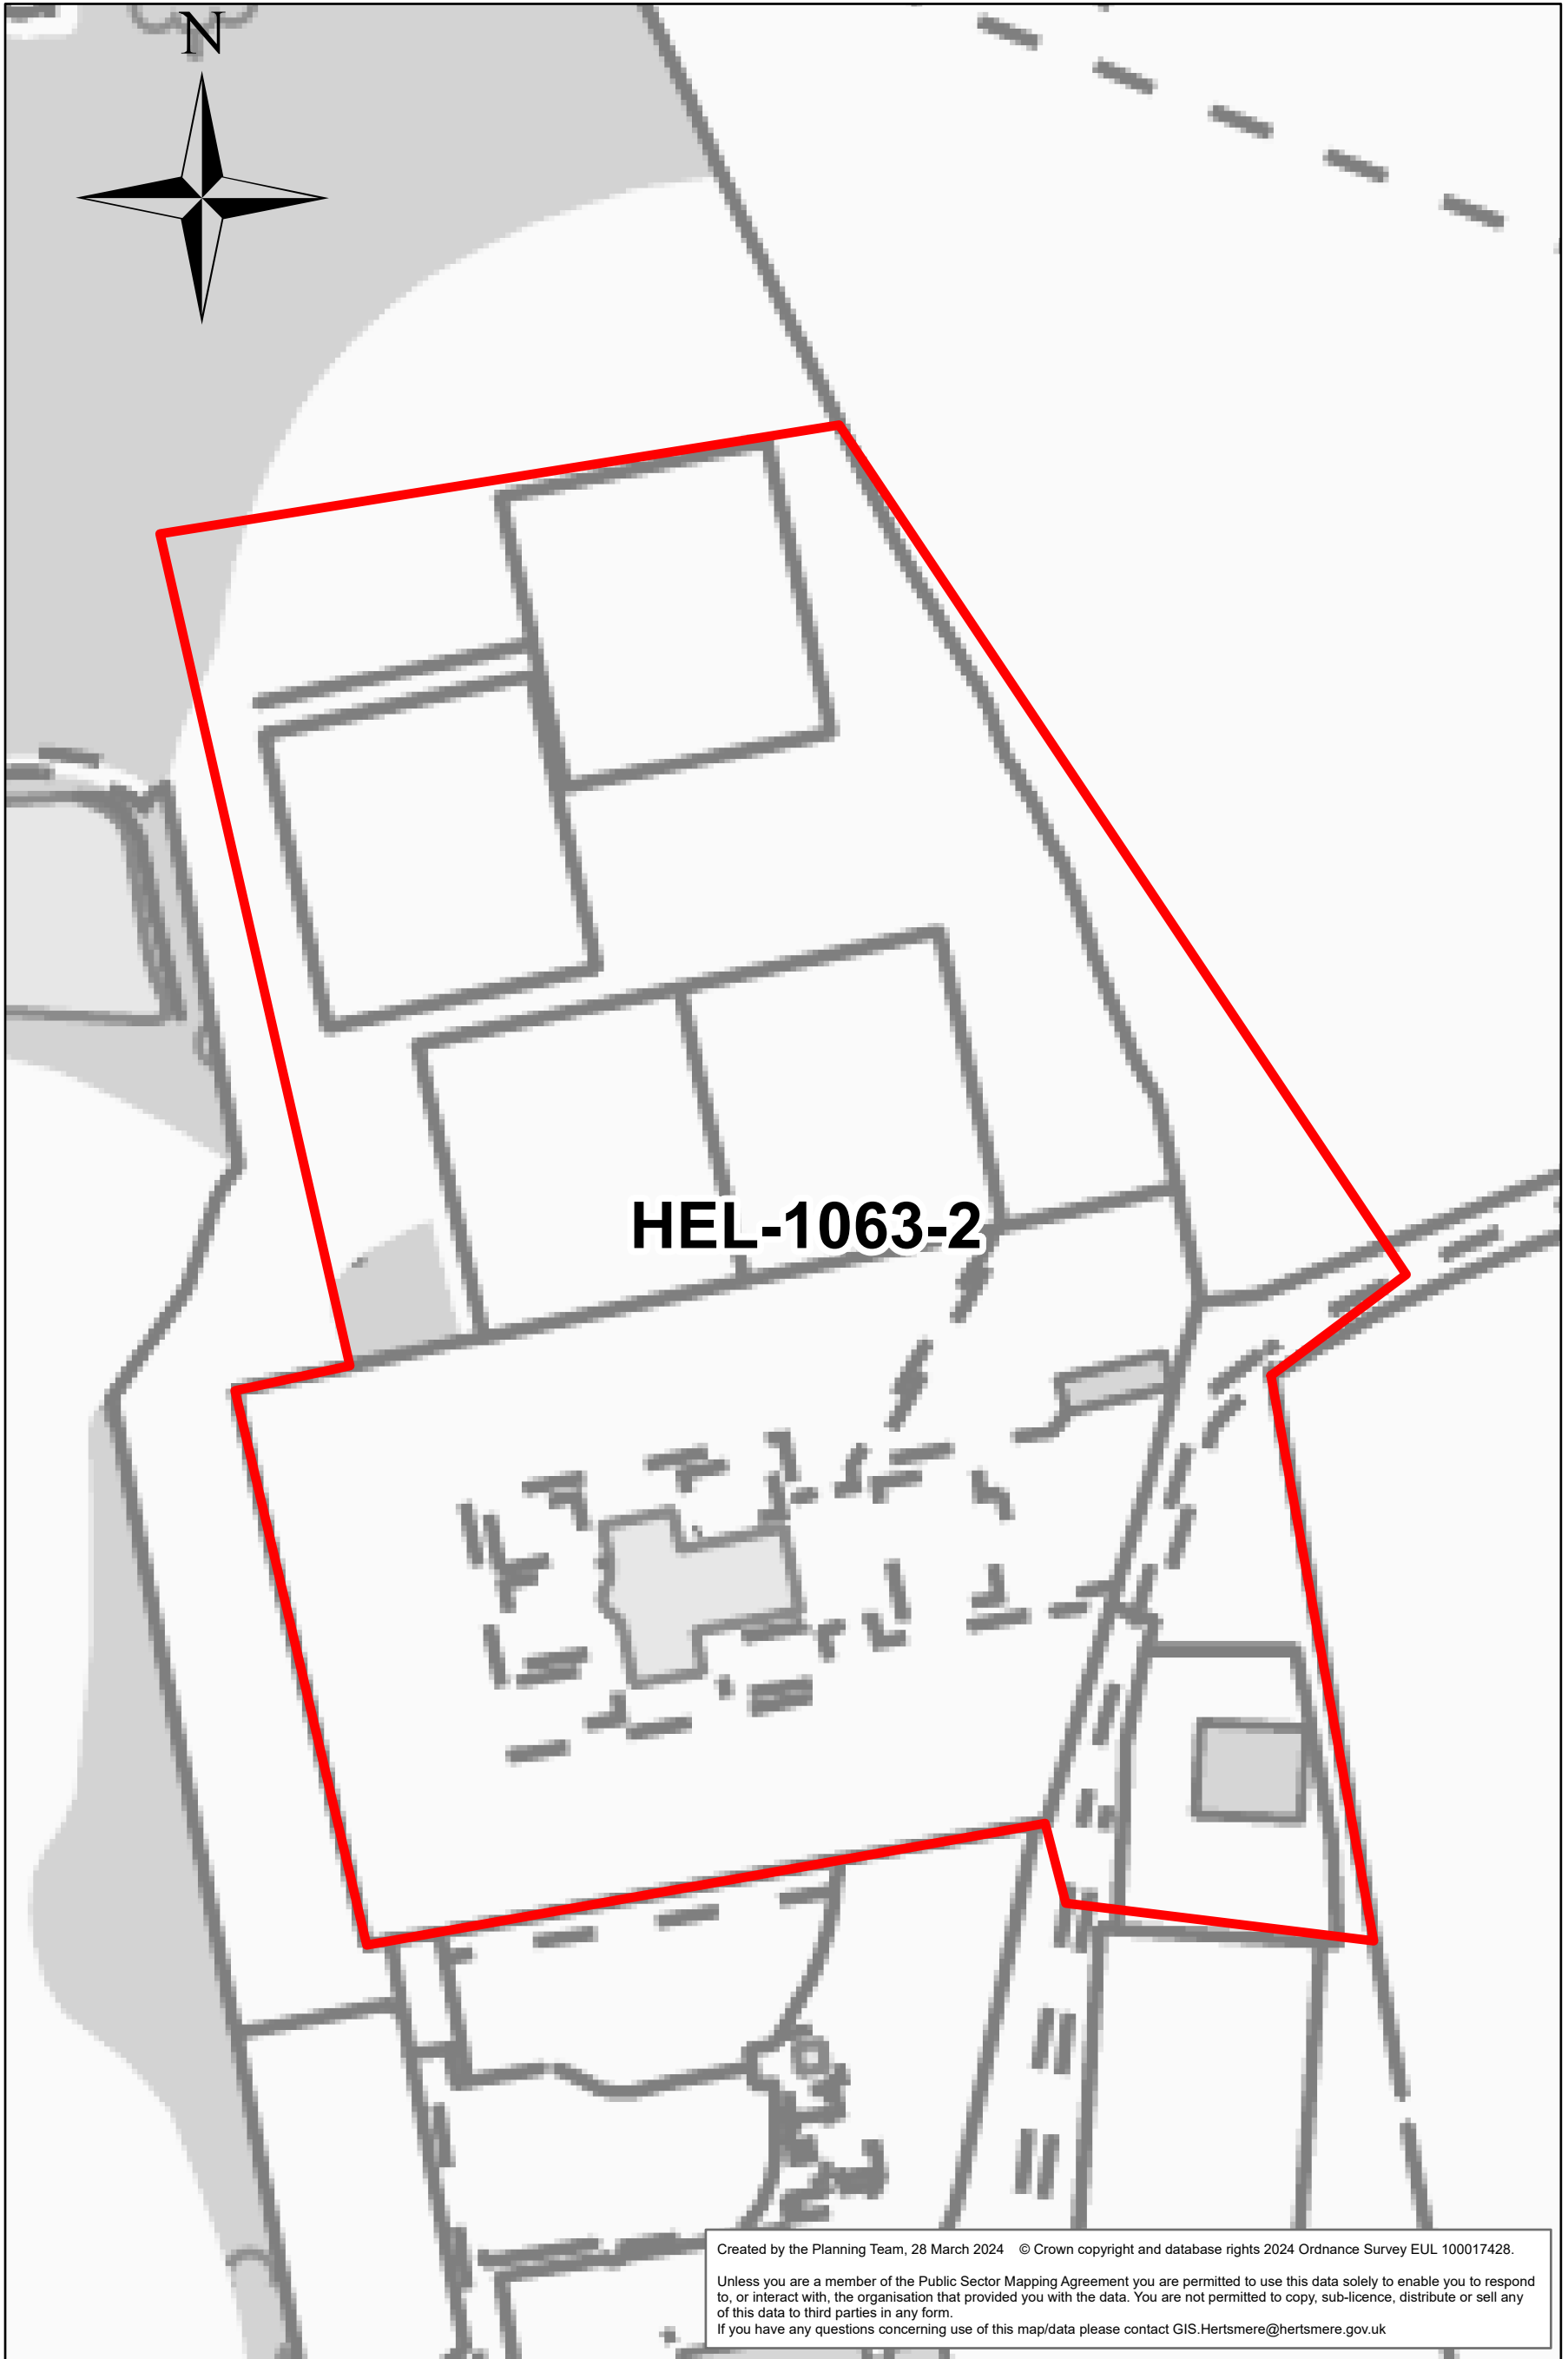 N
HEL-1063-2
Created by the Planning Team, 28 March 2024 © Crown copyright and database rights 2024 Ordnance Survey EUL 100017428.
Unless you are a member of the Public Sector Mapping Agreement you are permitted to use this data solely to enable you to respond
to, or interact with, the organisation that provided you with the data. You are not permitted to copy, sub-licence, distribute or sell any
of this data to third parties in any form.
If you have any questions concerning use of this map/data please contact GIS.Hertsmere@hertsmere.gov.uk